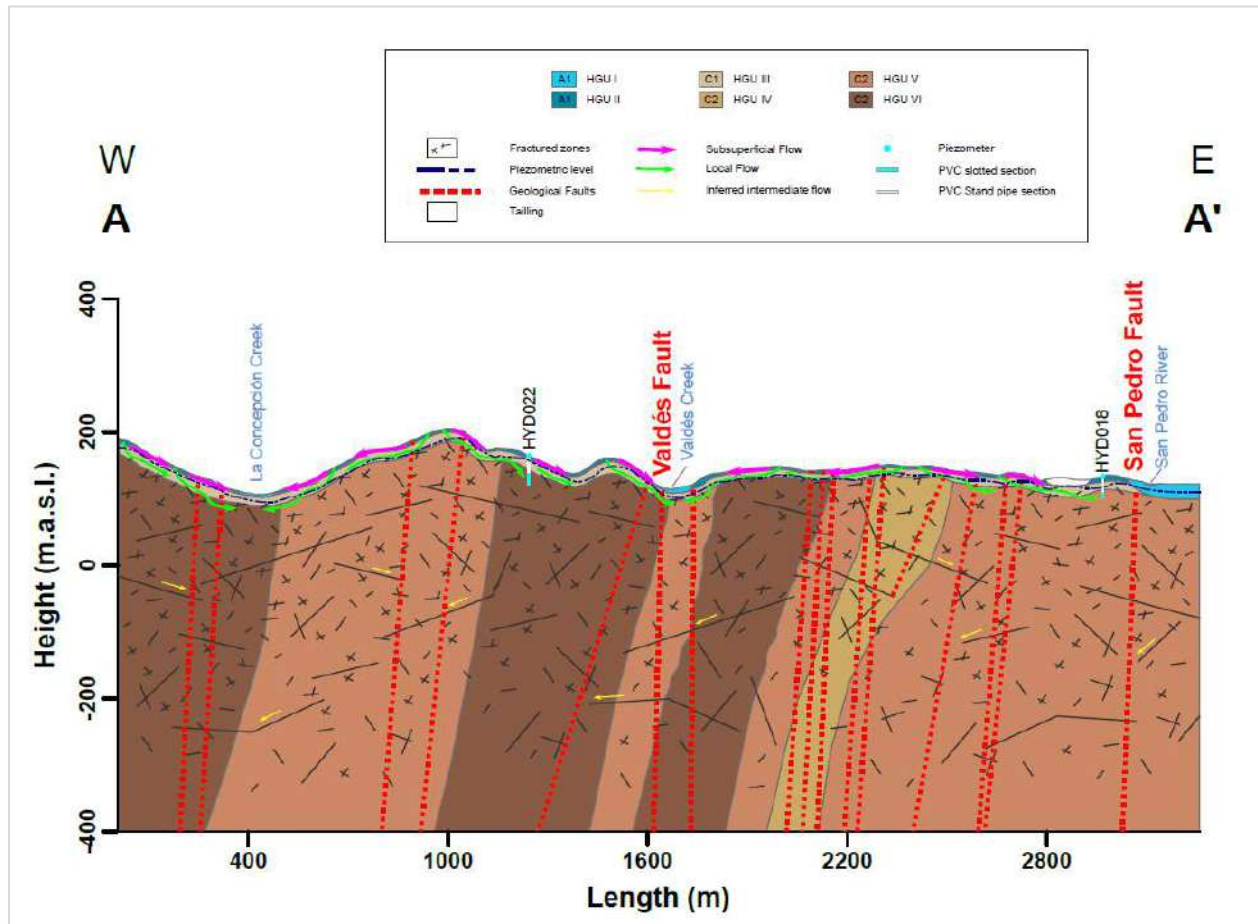 A1 HGU I
C1 HGU III
C2 HGU V
A1 HGU II
C2 HGU IV
C2 HGU VI
Fractured zones
Subsuperficial Flow
Piezometer
Piezometric level
Local Flow
PVC slotted section
Geological Faults
Inferred intermediate flow
PVC Stand pipe section
Tailling
W
A
E
A'
Height (m.a.s.l.)
400
200
0
-200
-400
La Concepción Creek
HYD022
Valdés Fault
Valdés Creek
HYD018
San Pedro Fault
San Pedro River
400
1000
1600
2200
2800
Length (m)